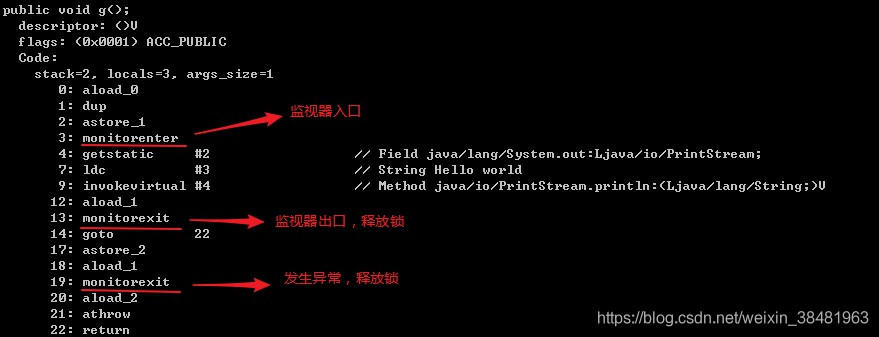 public void g();
descriptor: ()V
flags: (0x0001) ACC_PUBLIC
Code:
stack=2, locals=3, args_size=1
0: aload_0
1: dup
2: astore_1
监视器入口
3: monitorenter
4: getstatic #2 // Field java/lang/System.out:Ljava/io/PrintStream;
7: ldc #3 // String Hello world
9: invokevirtual #4 // Method java/io/PrintStream.println:(Ljava/lang/String;)V
12: aload_1
13: monitorexit 监视器出口，释放锁
14: goto 22
17: astore_2
18: aload_1
19: monitorexit 发生异常，释放锁
20: aload_2
21: athrow
22: return
https://blog.csdn.net/weixin_38481963